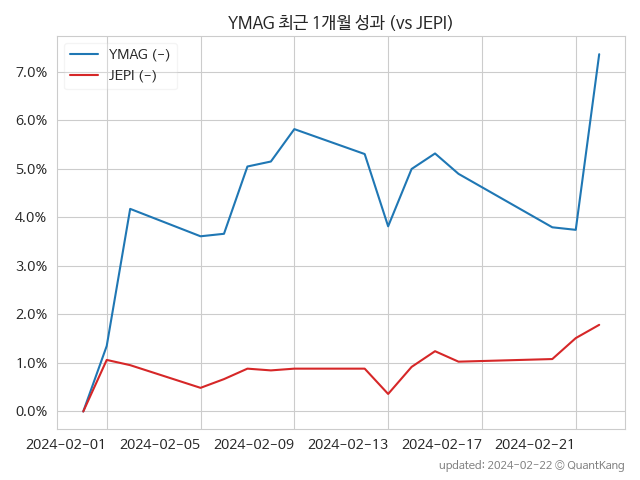 YMAG 최근 1개월 성과 (vs JEPI)
YMAG (-)
JEPI (-)
7.0%
6.0%
5.0%
4.0%
3.0%
2.0%
1.0%
0.0%
2024-02-01 2024-02-05 2024-02-09 2024-02-13 2024-02-17 2024-02-21
updated: 2024-02-22 © QuantKang